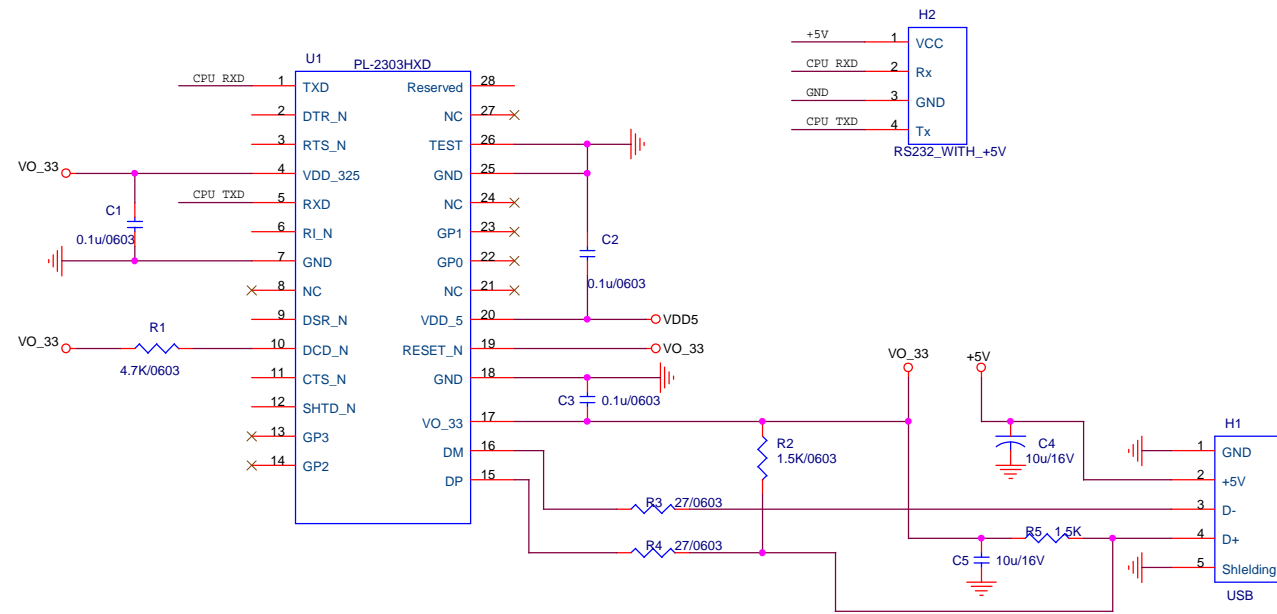 H2
+5V 1 VCC
CPU RXD 2 Rx
GND 3 GND
CPU TXD 4 Tx
RS232_WITH_+5V
U1
PL-2303HXD
CPU RXD 1 TXD Reserved 28
2 DTR_N NC 27
3 RTS_N TEST 26
VO_33 4 VDD_325 GND 25
CPU TXD 5 RXD NC 24
C1
0.1u/0603
6 RI_N GP1 23
C2
0.1u/0603
7 GND GP0 22
8 NC NC 21
9 DSR_N VDD_5 20 VDD5
R1
4.7K/0603
VO_33 10 DCD_N RESET_N 19 VO_33
11 CTS_N GND 18
C3 0.1u/0603
12 SHTD_N VO_33 17
13 GP3 DM 16
14 GP2 DP 15
VO_33
+5V
R2
1.5K/0603
C4
10u/16V
R3 27/0603
R4 27/0603
R5 1.5K
C5 10u/16V
H1
1 GND
2 +5V
3 D-
4 D+
5 Shlelding
USB